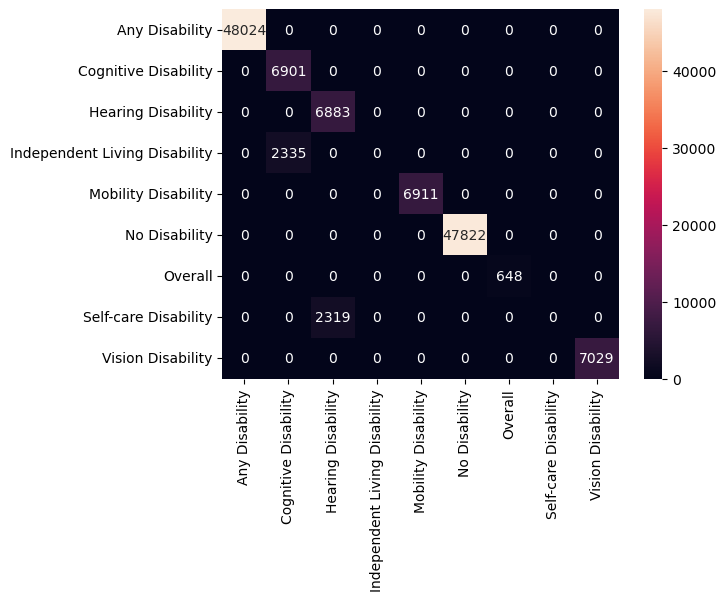 Any Disability 48024 0 0 0 0 0 0 0 0
Cognitive Disability 0 6901 0 0 0 0 0 0 0
Hearing Disability 0 0 6883 0 0 0 0 0 0
Independent Living Disability 0 2335 0 0 0 0 0 0 0
Mobility Disability 0 0 0 0 6911 0 0 0 0
No Disability 0 0 0 0 0 47822 0 0 0
Overall 0 0 0 0 0 0 648 0 0
Self-care Disability 0 0 2319 0 0 0 0 0 0
Vision Disability 0 0 0 0 0 0 0 0 7029
Any Disability
Cognitive Disability
Hearing Disability
Independent Living Disability
Mobility Disability
No Disability
Overall
Self-care Disability
Vision Disability
40000
30000
20000
10000
0